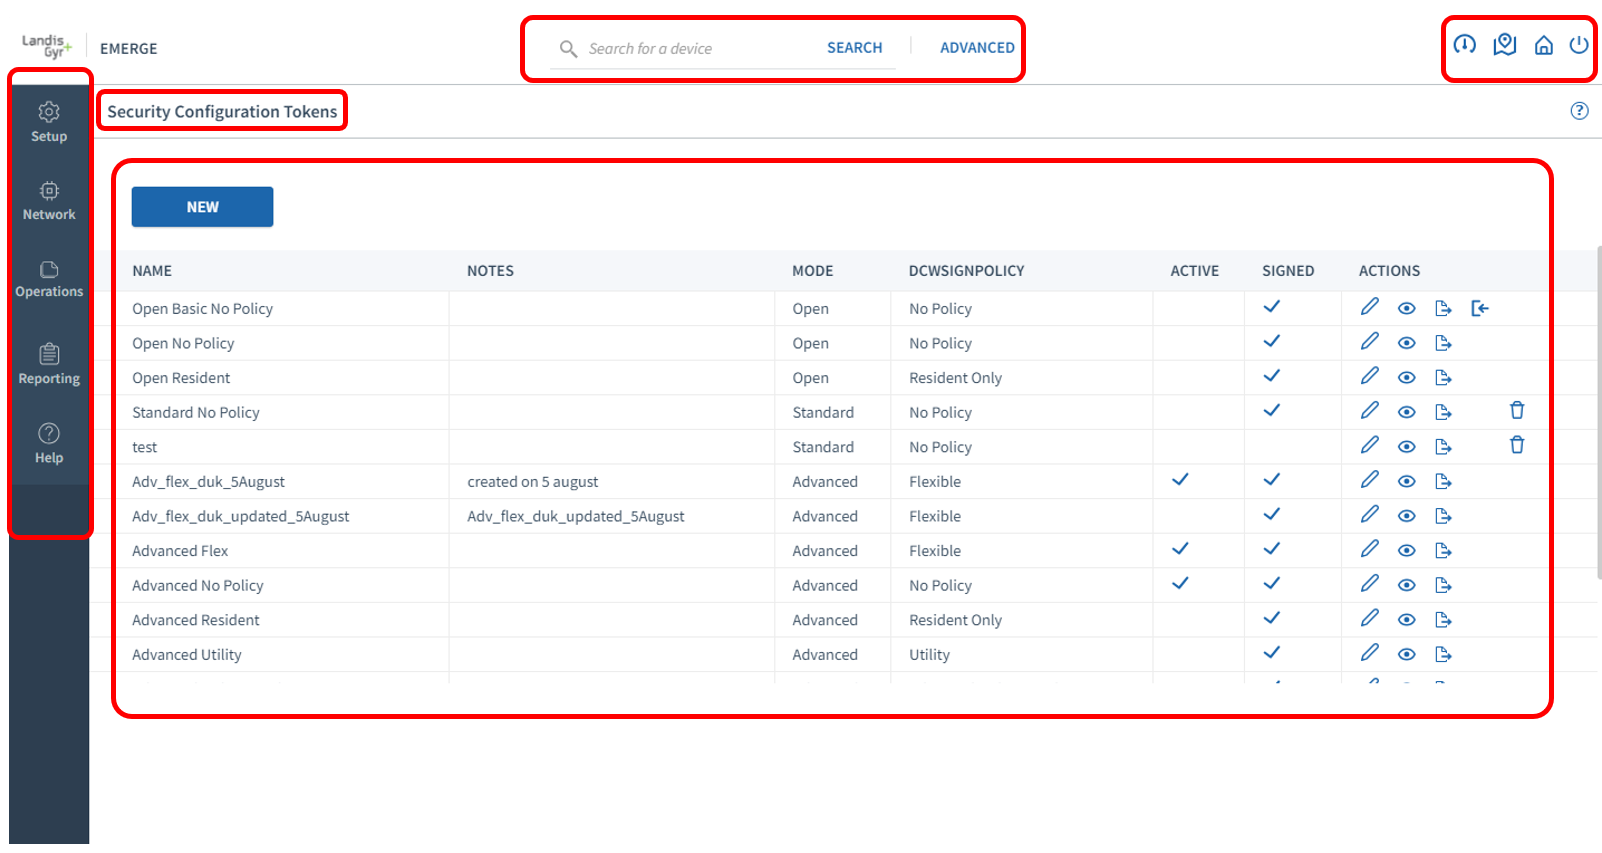 Landis+
Gyr
EMERGE
Search for a device SEARCH ADVANCED
Security Configuration Tokens
Setup
Network
Operations
Reporting
Help
NEW
NAME NOTES MODE DCWSIGNPOLICY ACTIVE SIGNED ACTIONS
Open Basic No Policy Open No Policy
Open No Policy Open No Policy
Open Resident Open Resident Only
Standard No Policy Standard No Policy
test Standard No Policy
Adv_flex_duk_5August created on 5 august Advanced Flexible
Adv_flex_duk_updated_5August Adv_flex_duk_updated_5August Advanced Flexible
Advanced Flex Advanced Flexible
Advanced No Policy Advanced No Policy
Advanced Resident Advanced Resident Only
Advanced Utility Advanced Utility